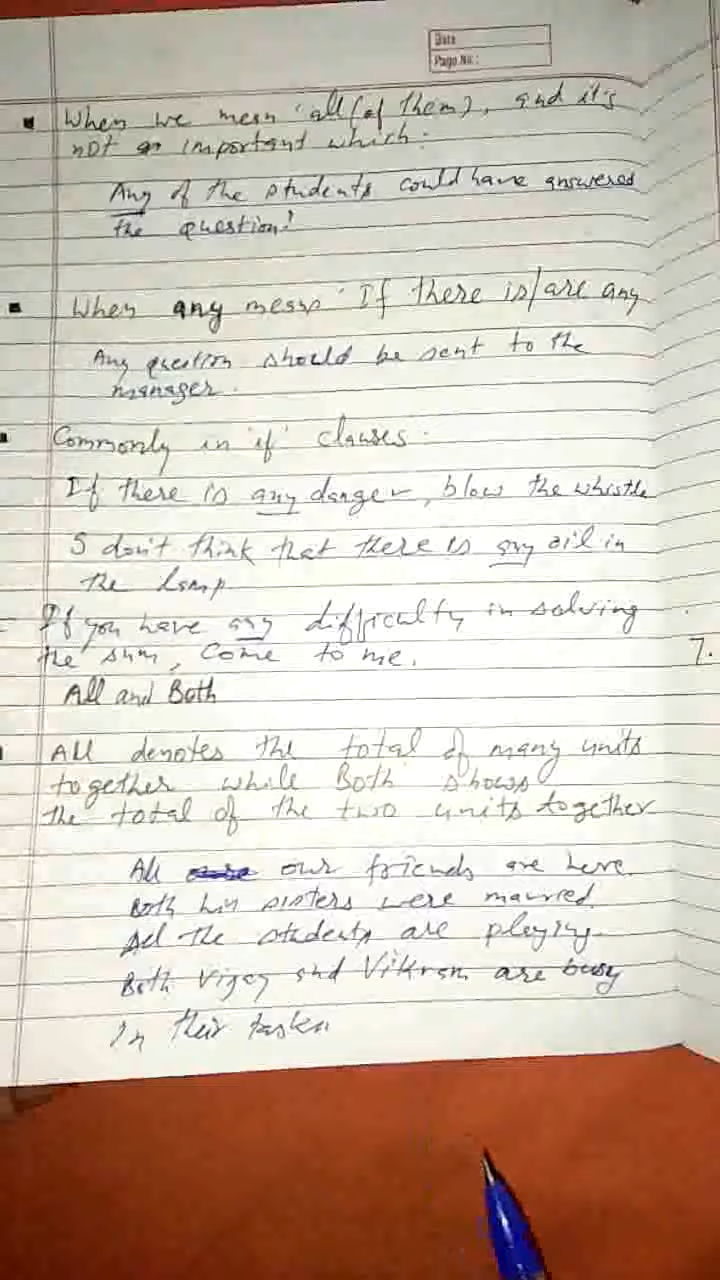 Date
Page No.:
When we mean 'all (of them), and it's
not important which:
Any of the students could have answered
the question!
When any means 'If there is/are any
Any question should be sent to the
manager.
Commonly in 'if' clauses.
If there is any danger, blow the whistle
I don't think that there is any oil in
the lamp
If you have any difficulty in solving
the sum, Come to me.
7.
All and Both
All denotes the total of many units
together while Both shows
the total of the two units together
All our friends are here.
Both his sisters were married.
All the students are playing.
Both Vijay and Vikram are busy
In their tasks